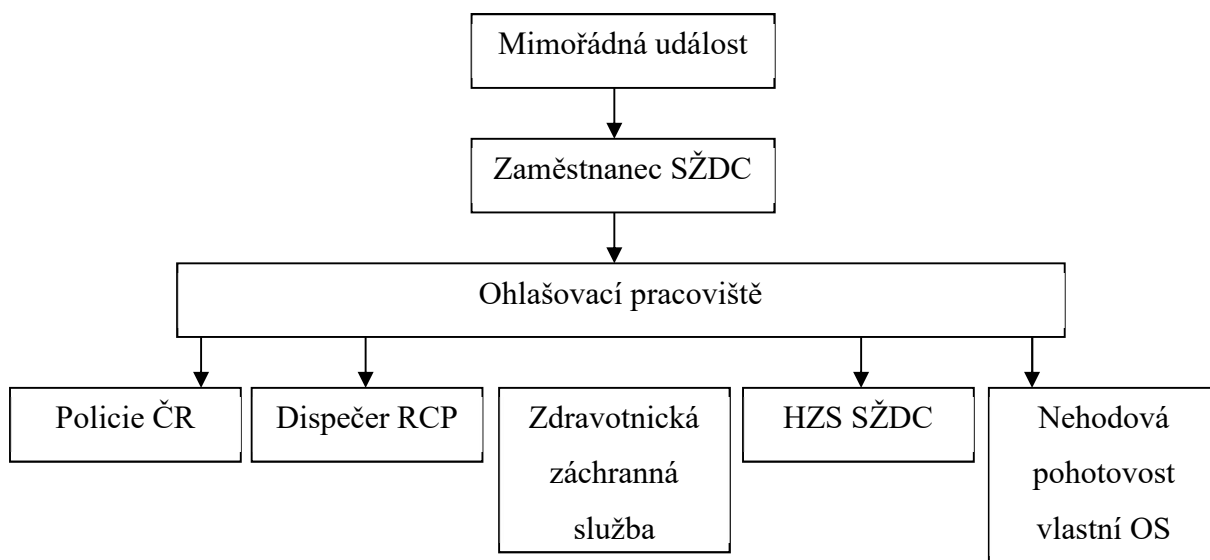 Mimořádná událost
Zaměstnanec SŽDC
Ohlašovací pracoviště
Policie ČR
Dispečer RCP
Zdravotnická
záchranná
služba
HZS SŽDC
Nehodová
pohotovost
vlastní OS